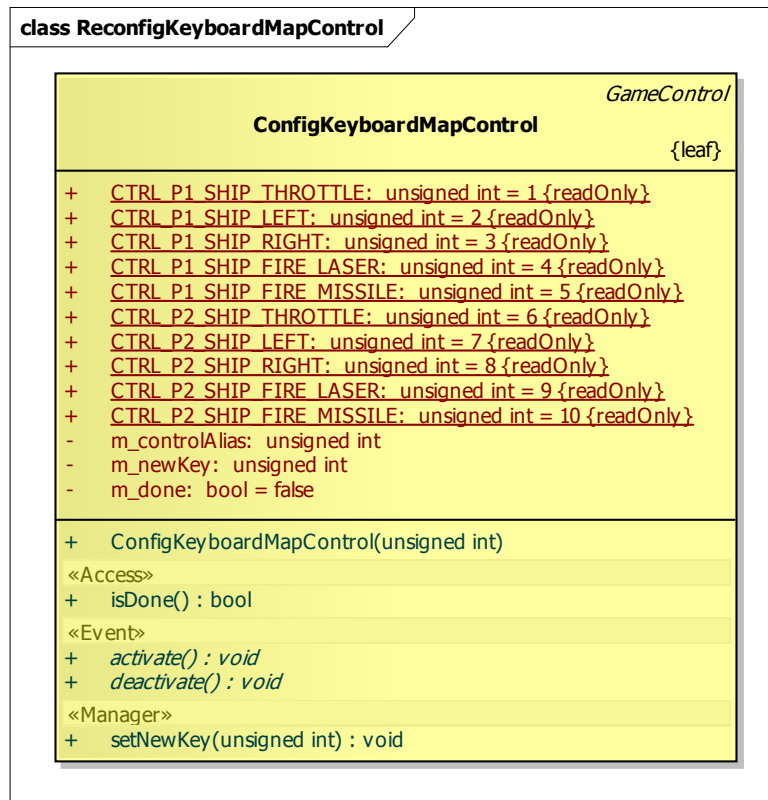 class ReconfigKeyboardMapControl
GameControl
ConfigKeyboardMapControl
{leaf}
+ CTRL_P1_SHIP_THROTTLE: unsigned int = 1 {readOnly}
+ CTRL_P1_SHIP_LEFT: unsigned int = 2 {readOnly}
+ CTRL_P1_SHIP_RIGHT: unsigned int = 3 {readOnly}
+ CTRL_P1_SHIP_FIRE_LASER: unsigned int = 4 {readOnly}
+ CTRL_P1_SHIP_FIRE_MISSILE: unsigned int = 5 {readOnly}
+ CTRL_P2_SHIP_THROTTLE: unsigned int = 6 {readOnly}
+ CTRL_P2_SHIP_LEFT: unsigned int = 7 {readOnly}
+ CTRL_P2_SHIP_RIGHT: unsigned int = 8 {readOnly}
+ CTRL_P2_SHIP_FIRE_LASER: unsigned int = 9 {readOnly}
+ CTRL_P2_SHIP_FIRE_MISSILE: unsigned int = 10 {readOnly}
- m_controlAlias: unsigned int
- m_newKey: unsigned int
- m_done: bool = false
+ ConfigKeyboardMapControl(unsigned int)
«Access»
+ isDone() : bool
«Event»
+ activate() : void
+ deactivate() : void
«Manager»
+ setNewKey(unsigned int) : void